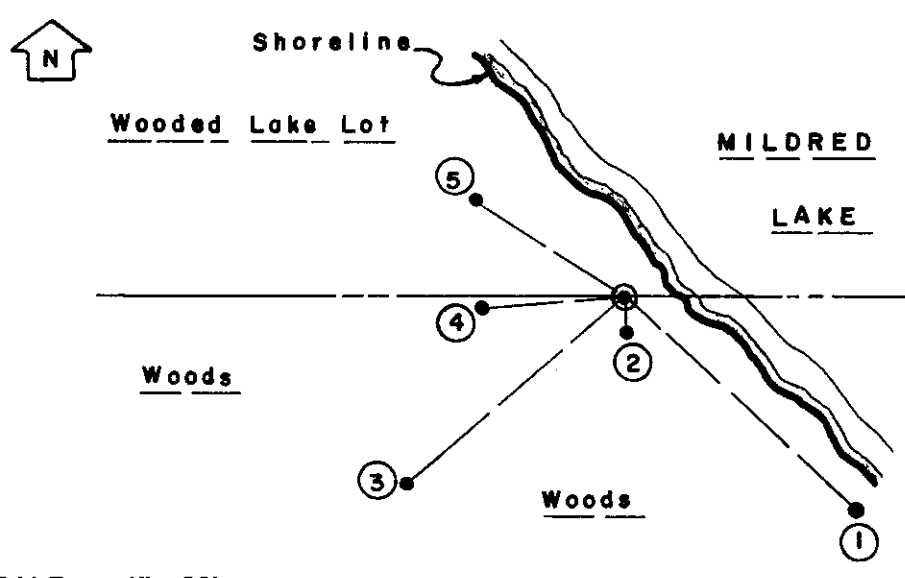 Shoreline
N
Wooded Lake Lot
MILDRED
LAKE
5
4
2
Woods
3
Woods
1